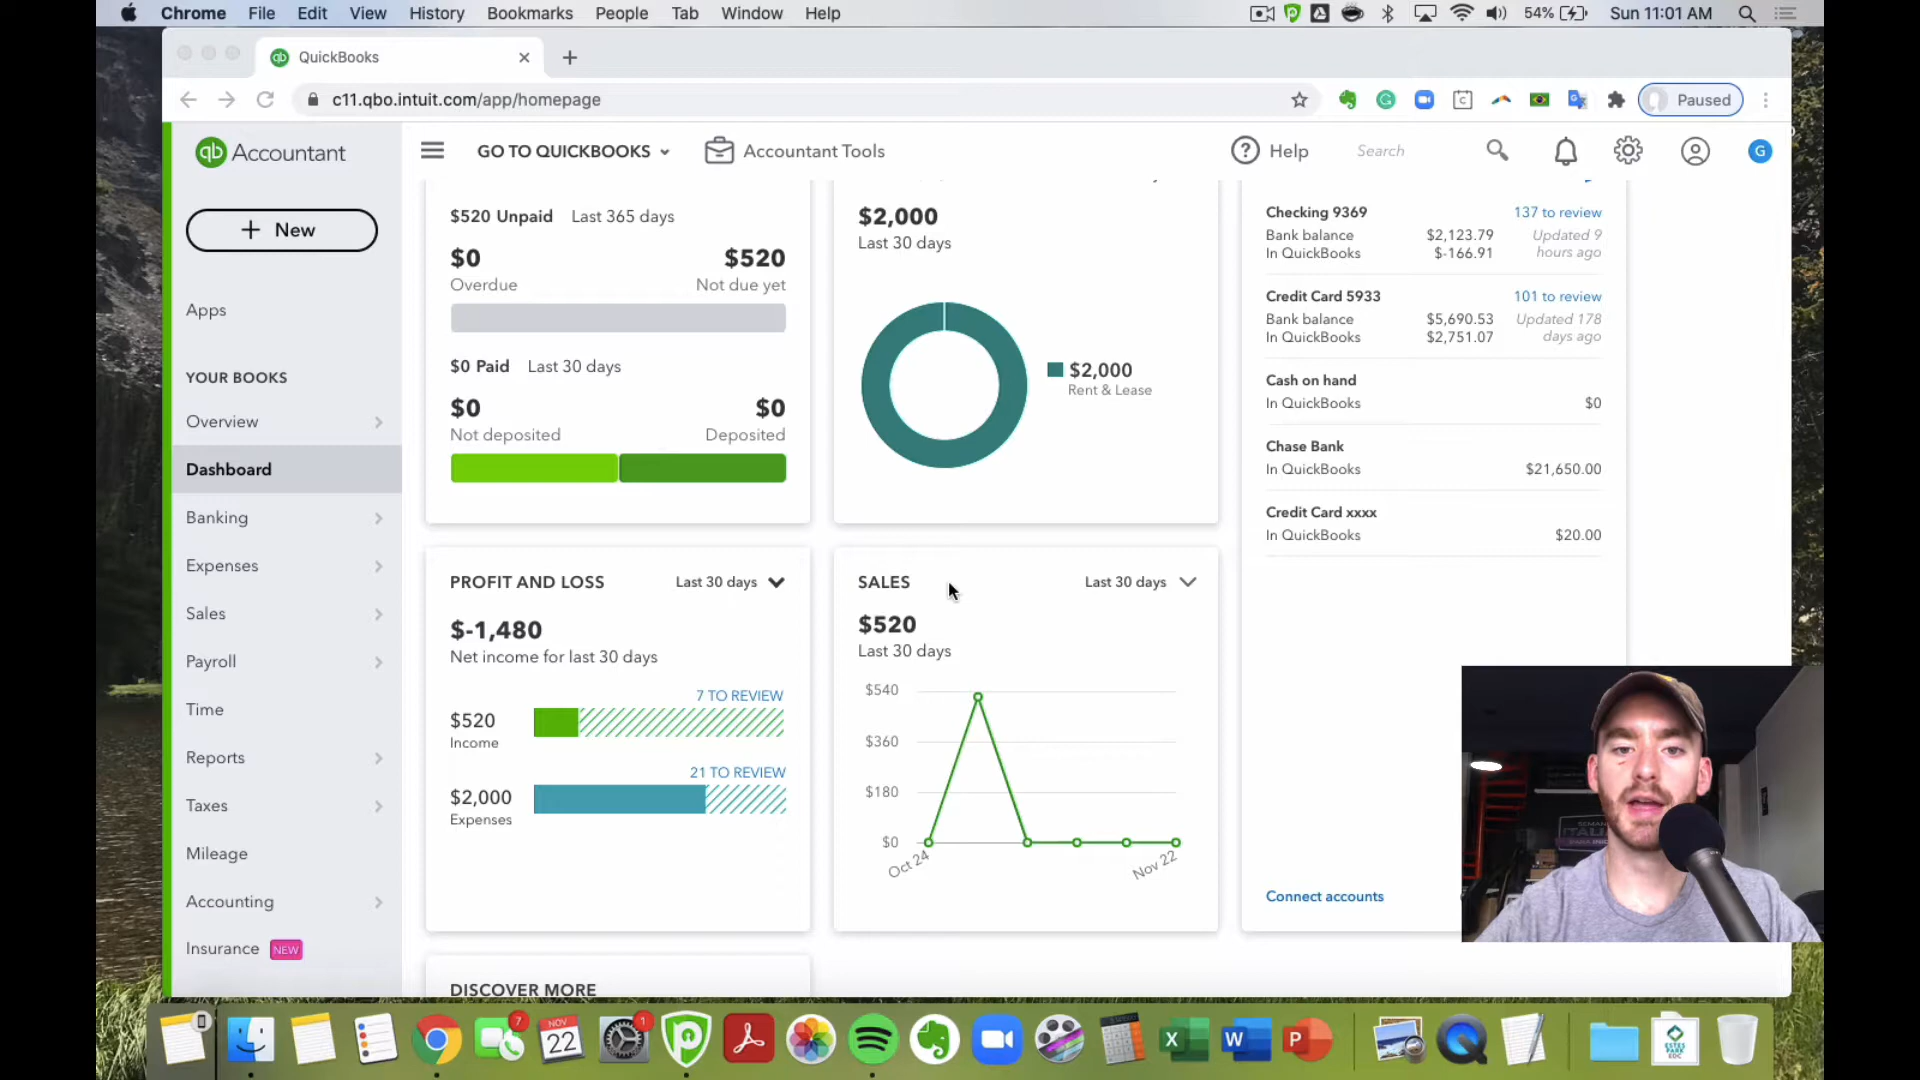 Chrome File Edit View History Bookmarks People Tab Window Help 54% Sun 11:01 AM
QuickBooks
c11.qbo.intuit.com/app/homepage Paused
qb Accountant GO TO QUICKBOOKS Accountant Tools Help Search G
+ New
Apps
YOUR BOOKS
Overview
Dashboard
Banking
Expenses
Sales
Payroll
Time
Reports
Taxes
Mileage
Accounting
Insurance NEW
$520 Unpaid Last 365 days
$0 $520
Overdue Not due yet
$0 Paid Last 30 days
$0 $0
Not deposited Deposited
$2,000
Last 30 days
$2,000
Rent & Lease
Checking 9369 137 to review
Bank balance $2,123.79 Updated 9
In QuickBooks $-166.91 hours ago
Credit Card 5933 101 to review
Bank balance $5,690.53 Updated 178
In QuickBooks $2,751.07 days ago
Cash on hand
In QuickBooks $0
Chase Bank
In QuickBooks $21,650.00
Credit Card xxxx
In QuickBooks $20.00
Connect accounts
PROFIT AND LOSS Last 30 days
$-1,480
Net income for last 30 days
7 TO REVIEW
$520
Income
21 TO REVIEW
$2,000
Expenses
SALES Last 30 days
$520
Last 30 days
$540
$360
$180
$0
Oct 24 Nov 22
DISCOVER MORE
7
NOV
22
1
X
W
P
ESTES
PARK
EDC